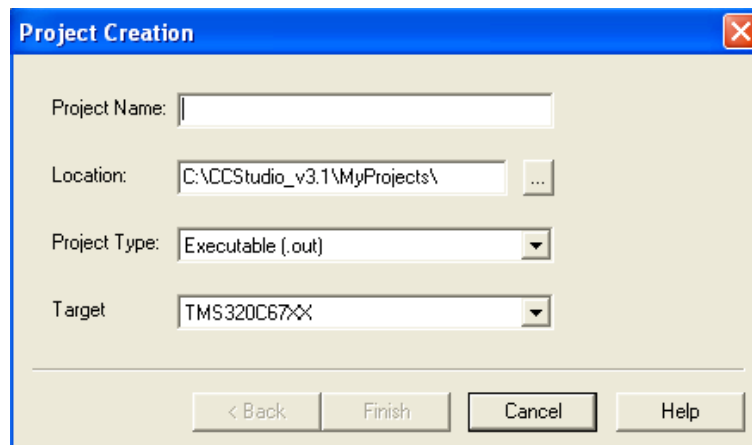 Project Creation
Project Name:
Location: C:\CCStudio_v3.1\MyProjects\ ...
Project Type: Executable (.out)
Target TMS320C67XX
< Back Finish Cancel Help